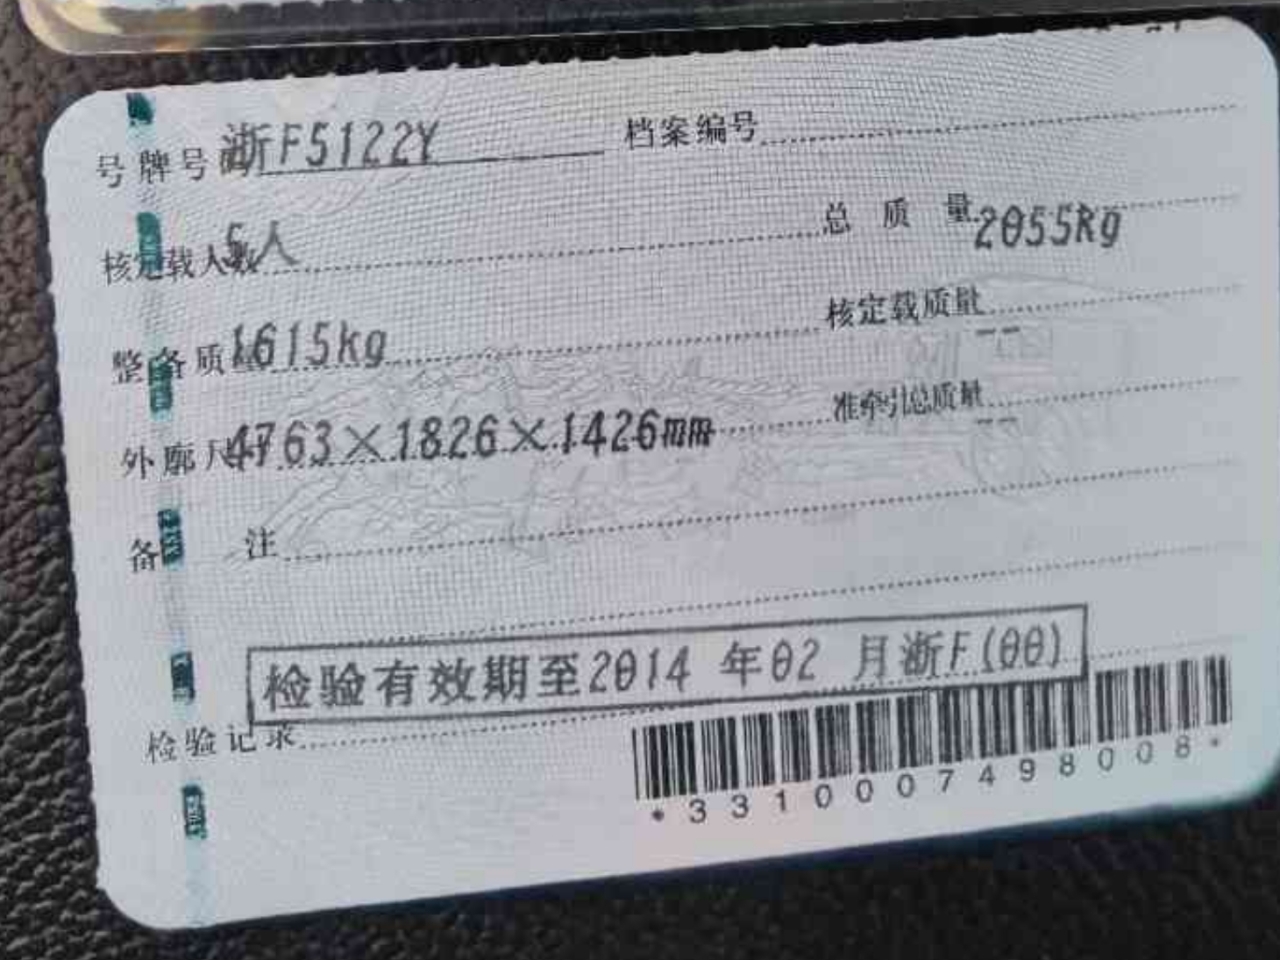 号牌号码 浙F5122Y 档案编号
核定载人数 5人 总质量 2055kg
整备质量 1615kg 核定载质量 --
外廓尺寸 4763×1826×1426mm 准牵引总质量 --
备注
检验有效期至2014 年02 月浙F(00)
检验记录
*3310007498008*